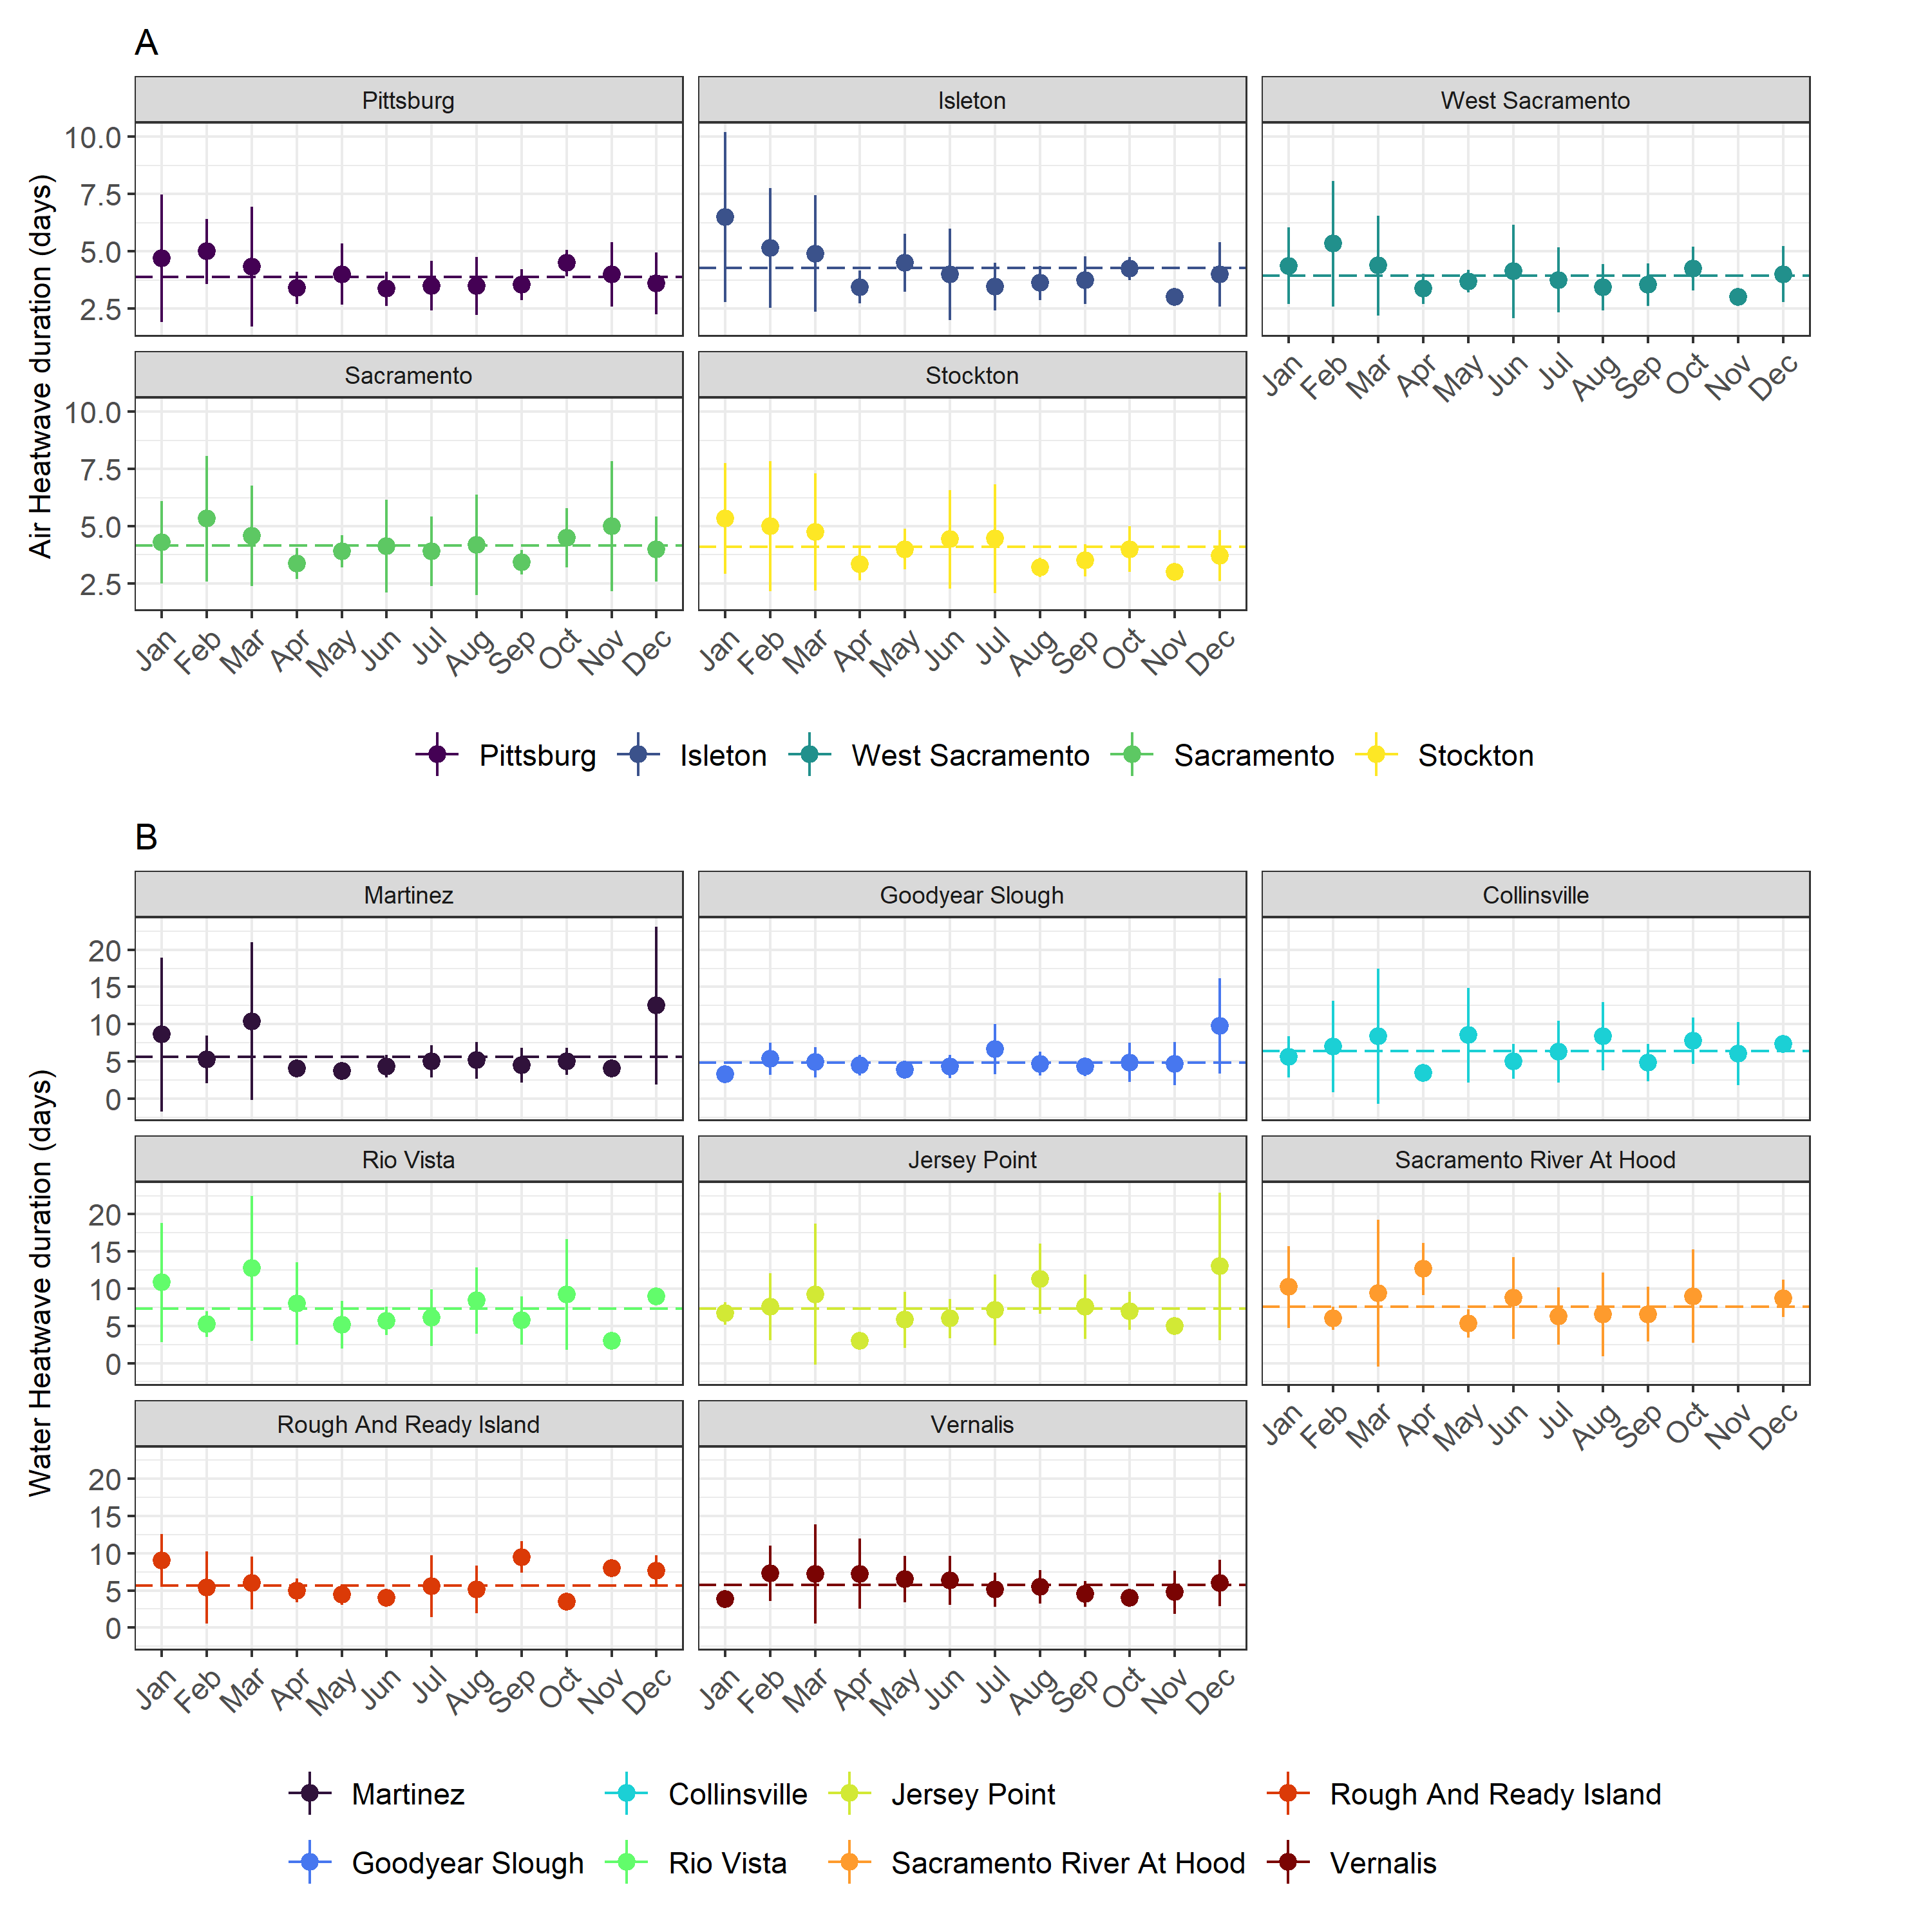 A
Pittsburg
Isleton
West Sacramento
Air Heatwave duration (days)
10.0
7.5
5.0
2.5
Jan Feb Mar Apr May Jun Jul Aug Sep Oct Nov Dec
Sacramento
Stockton
10.0
7.5
5.0
2.5
Jan Feb Mar Apr May Jun Jul Aug Sep Oct Nov Dec
Jan Feb Mar Apr May Jun Jul Aug Sep Oct Nov Dec
Pittsburg Isleton West Sacramento Sacramento Stockton
B
Martinez
Goodyear Slough
Collinsville
Water Heatwave duration (days)
20
15
10
5
0
Rio Vista
Jersey Point
Sacramento River At Hood
20
15
10
5
0
Jan Feb Mar Apr May Jun Jul Aug Sep Oct Nov Dec
Rough And Ready Island
Vernalis
20
15
10
5
0
Jan Feb Mar Apr May Jun Jul Aug Sep Oct Nov Dec
Jan Feb Mar Apr May Jun Jul Aug Sep Oct Nov Dec
Martinez Collinsville Jersey Point Rough And Ready Island
Goodyear Slough Rio Vista Sacramento River At Hood Vernalis